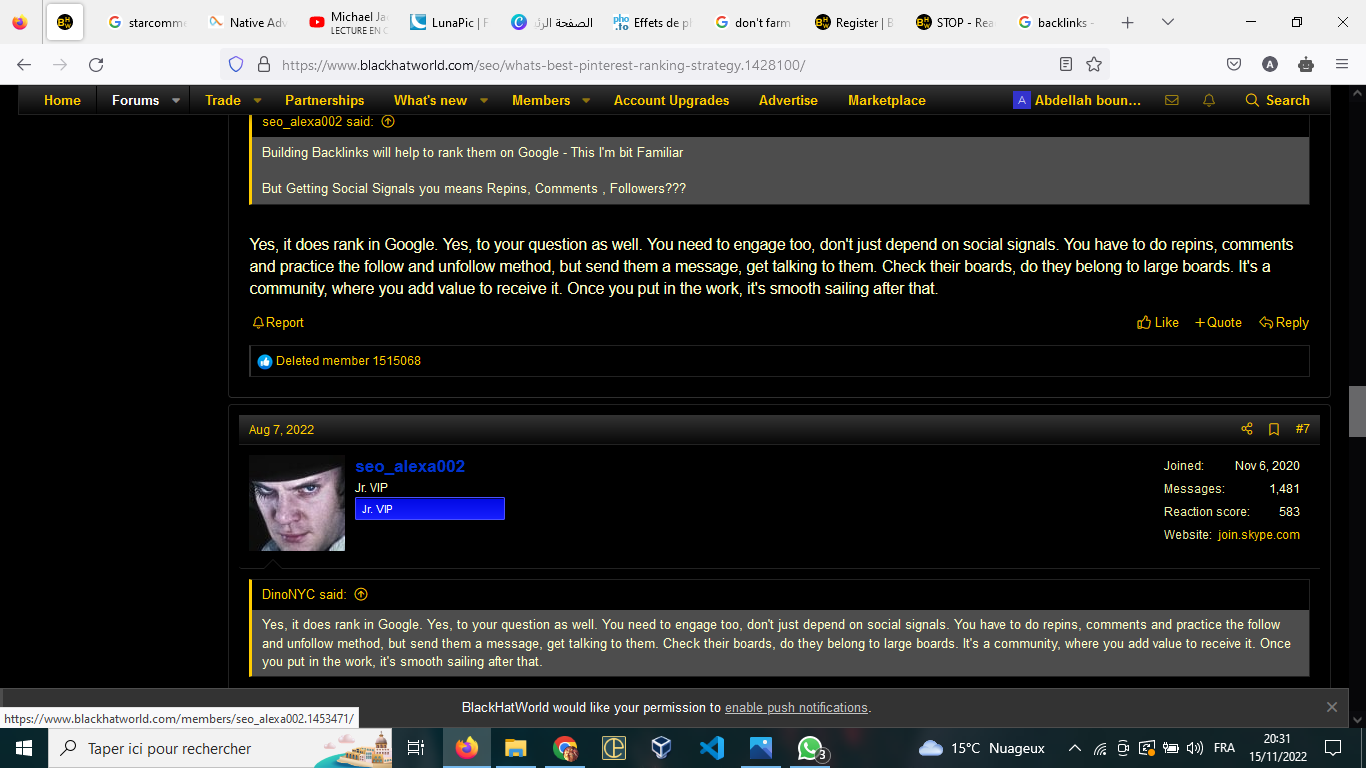 starcomme
Native Adv
Michael Ja
LECTURE EN C
LunaPic | F
الصفحة الرئي
Effets de pl
don't farm
Register | B
STOP - Rea
backlinks -
https://www.blackhatworld.com/seo/whats-best-pinterest-ranking-strategy.1428100/
Home Forums Trade Partnerships What's new Members Account Upgrades Advertise Marketplace A Abdellah boun... Search
seo_alexa002 said:
Building Backlinks will help to rank them on Google - This I'm bit Familiar
But Getting Social Signals you means Repins, Comments , Followers???
Yes, it does rank in Google. Yes, to your question as well. You need to engage too, don't just depend on social signals. You have to do repins, comments
and practice the follow and unfollow method, but send them a message, get talking to them. Check their boards, do they belong to large boards. It's a
community, where you add value to receive it. Once you put in the work, it's smooth sailing after that.
Report Like +Quote Reply
Deleted member 1515068
Aug 7, 2022 #7
seo_alexa002
Jr. VIP
Jr. VIP
Joined: Nov 6, 2020
Messages: 1,481
Reaction score: 583
Website: join.skype.com
DinoNYC said:
Yes, it does rank in Google. Yes, to your question as well. You need to engage too, don't just depend on social signals. You have to do repins, comments and practice the follow
and unfollow method, but send them a message, get talking to them. Check their boards, do they belong to large boards. It's a community, where you add value to receive it. Once
you put in the work, it's smooth sailing after that.
BlackHatWorld would like your permission to enable push notifications.
https://www.blackhatworld.com/members/seo_alexa002.1453471/
Taper ici pour rechercher
3
15°C Nuageux
FRA
20:31
15/11/2022